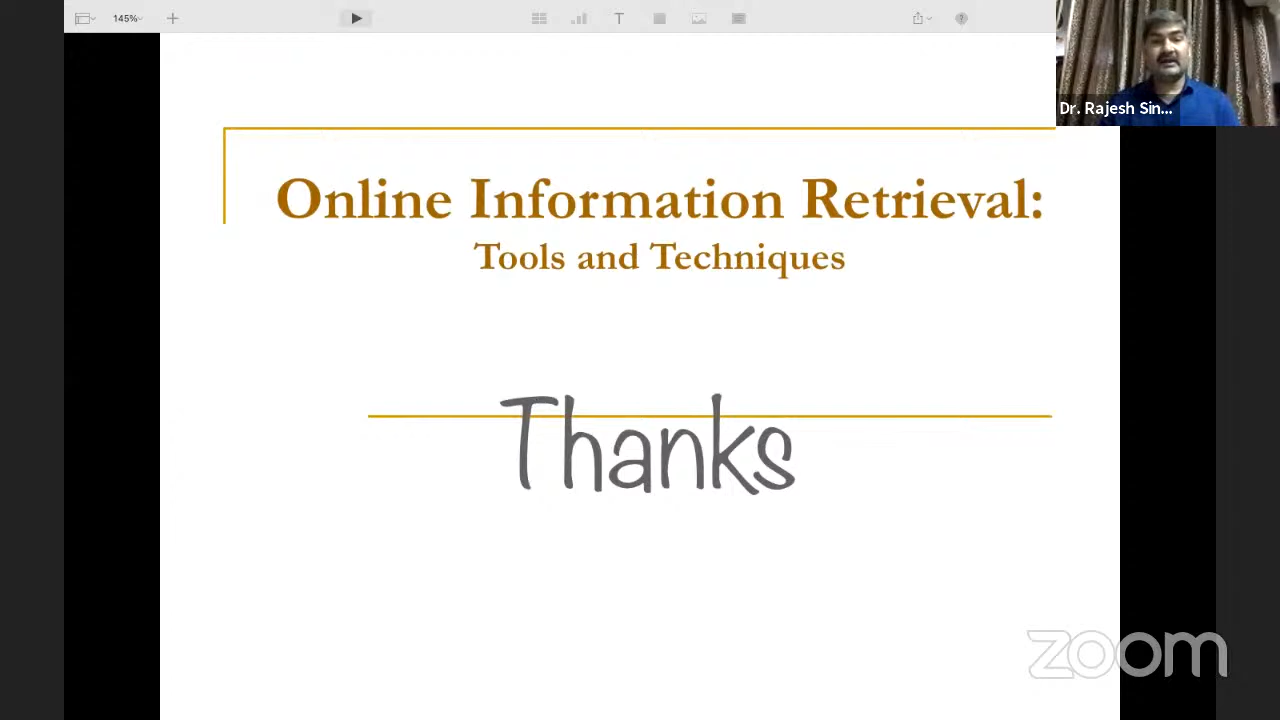 145%
T
?
Dr. Rajesh Sin...
Online Information Retrieval:
Tools and Techniques
Thanks
zoom